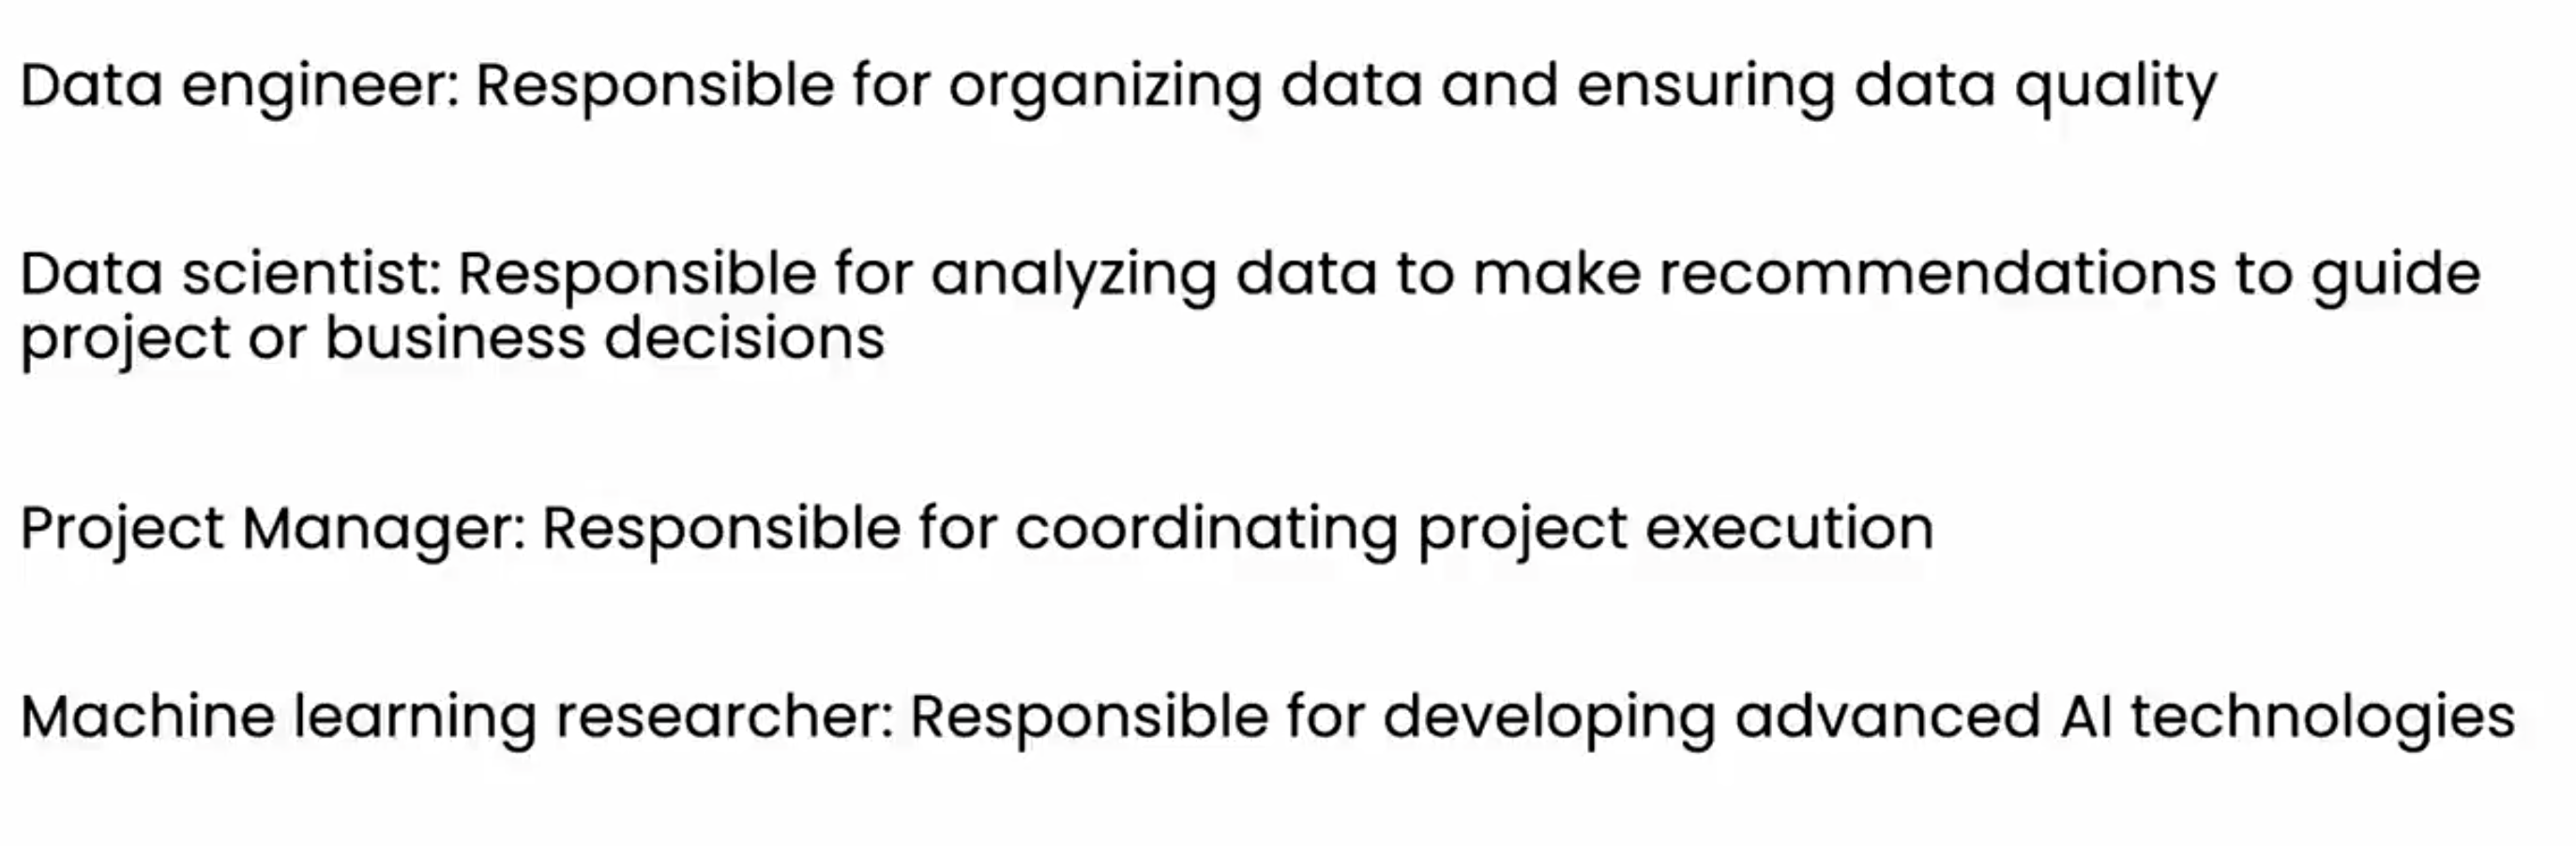 Data engineer: Responsible for organizing data and ensuring data quality
Data scientist: Responsible for analyzing data to make recommendations to guide
project or business decisions
Project Manager: Responsible for coordinating project execution
Machine learning researcher: Responsible for developing advanced AI technologies